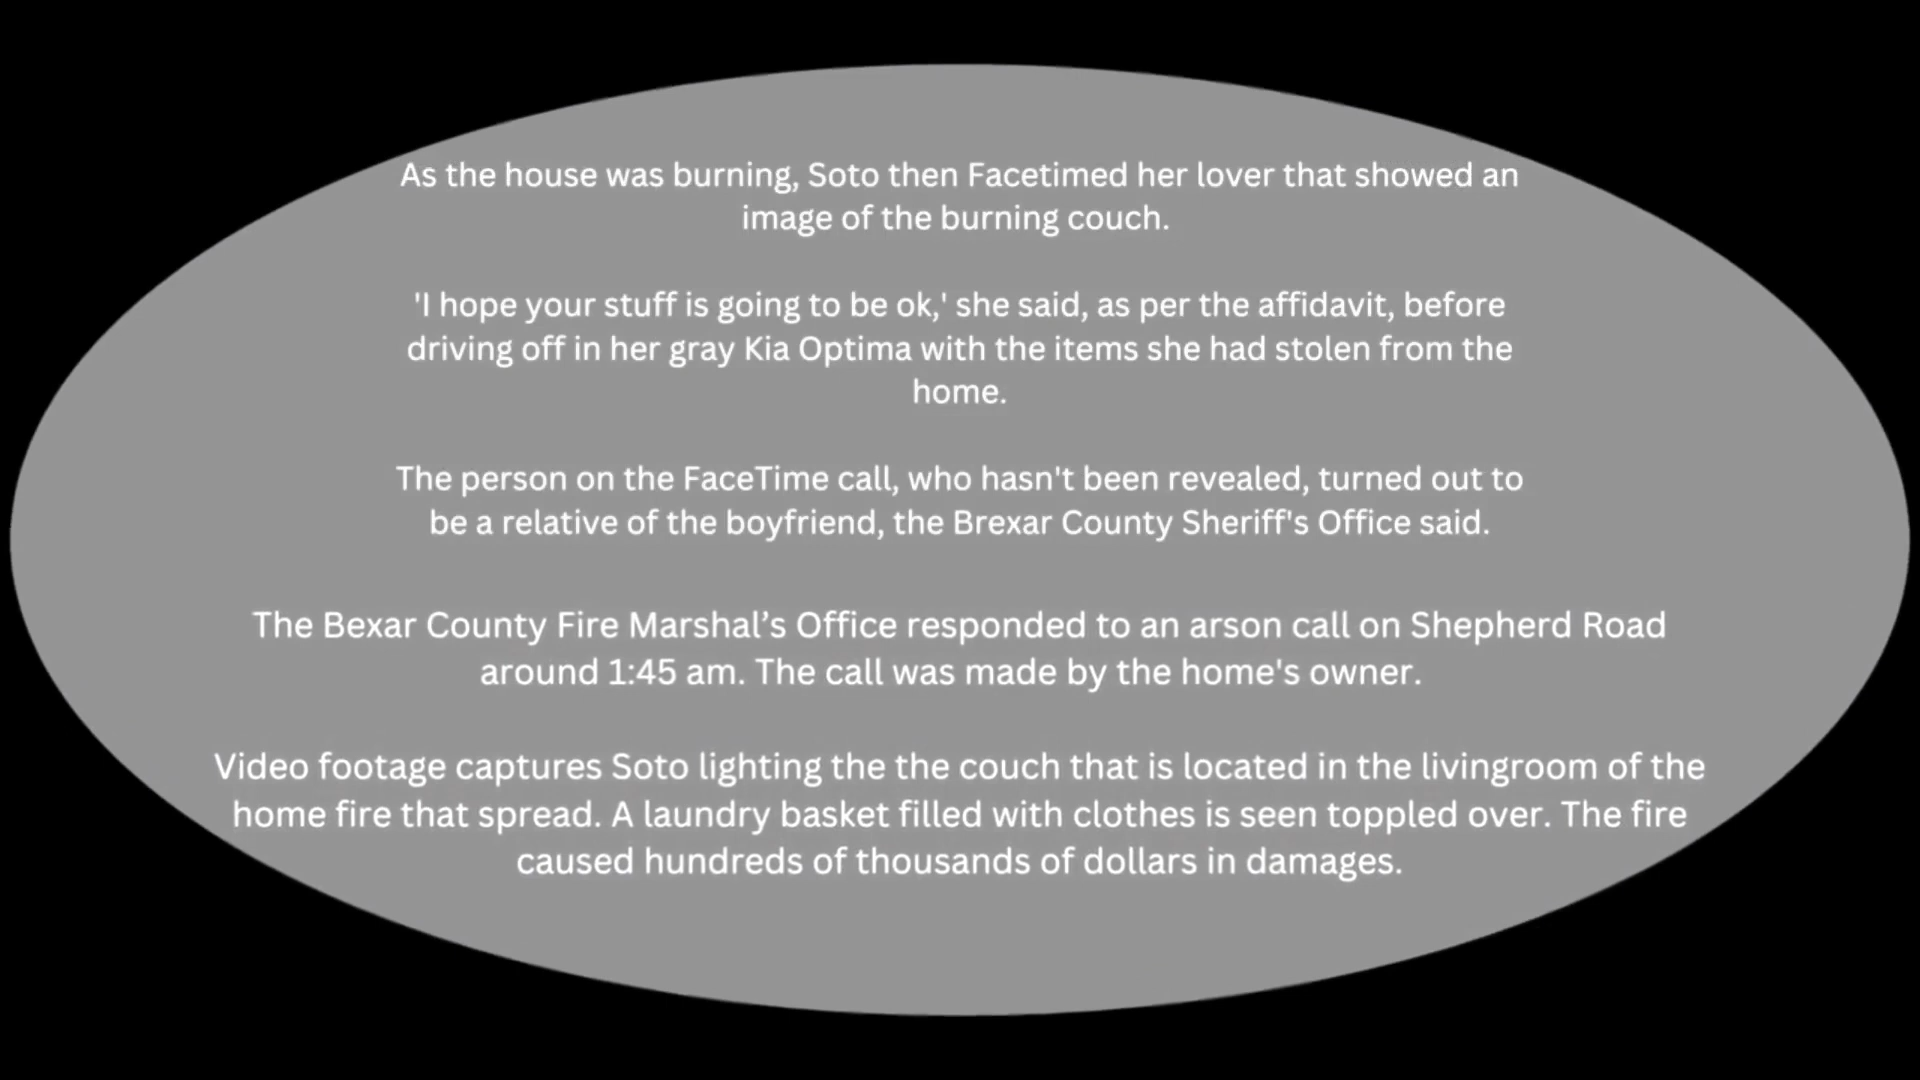 As the house was burning, Soto then Facetimed her lover that showed an
image of the burning couch.
'I hope your stuff is going to be ok,' she said, as per the affidavit, before
driving off in her gray Kia Optima with the items she had stolen from the
home.
The person on the FaceTime call, who hasn't been revealed, turned out to
be a relative of the boyfriend, the Brexar County Sheriff's Office said.
The Bexar County Fire Marshal’s Office responded to an arson call on Shepherd Road
around 1:45 am. The call was made by the home's owner.
Video footage captures Soto lighting the the couch that is located in the livingroom of the
home fire that spread. A laundry basket filled with clothes is seen toppled over. The fire
caused hundreds of thousands of dollars in damages.